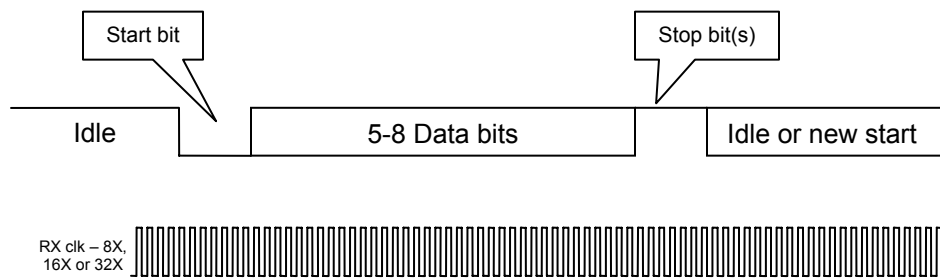 Start bit
Stop bit(s)
Idle
5-8 Data bits
Idle or new start
RX clk – 8X,
16X or 32X